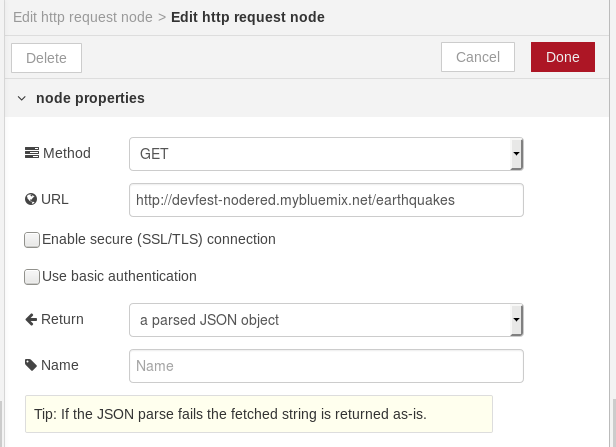 Edit http request node > Edit http request node
Delete Cancel Done
node properties
Method GET
URL http://devfest-nodered.mybluemix.net/earthquakes
Enable secure (SSL/TLS) connection
Use basic authentication
Return a parsed JSON object
Name Name
Tip: If the JSON parse fails the fetched string is returned as-is.